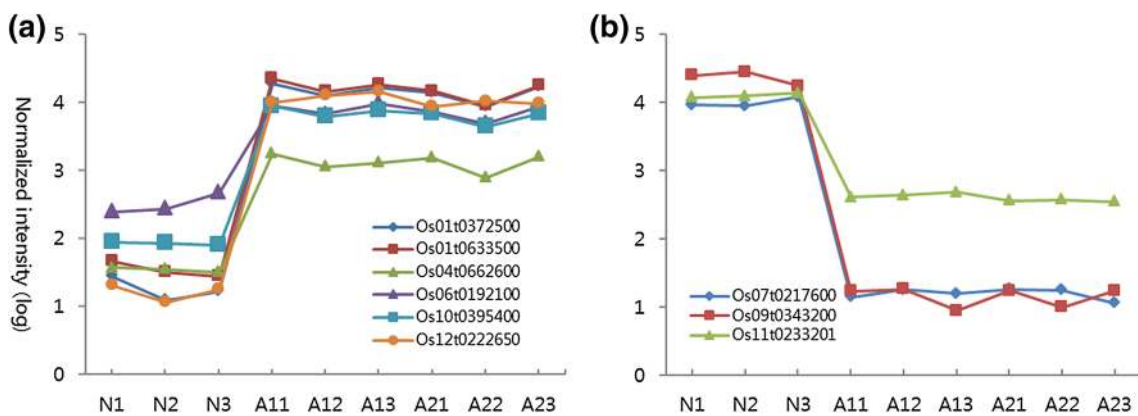 (a)
Normalized intensity (log)
5
4
3
2
1
0
Os01t0372500
Os01t0633500
Os04t0662600
Os06t0192100
Os10t0395400
Os12t0222650
N1 N2 N3 A11 A12 A13 A21 A22 A23
(b)
5
4
3
2
1
0
Os07t0217600
Os09t0343200
Os11t0233201
N1 N2 N3 A11 A12 A13 A21 A22 A23